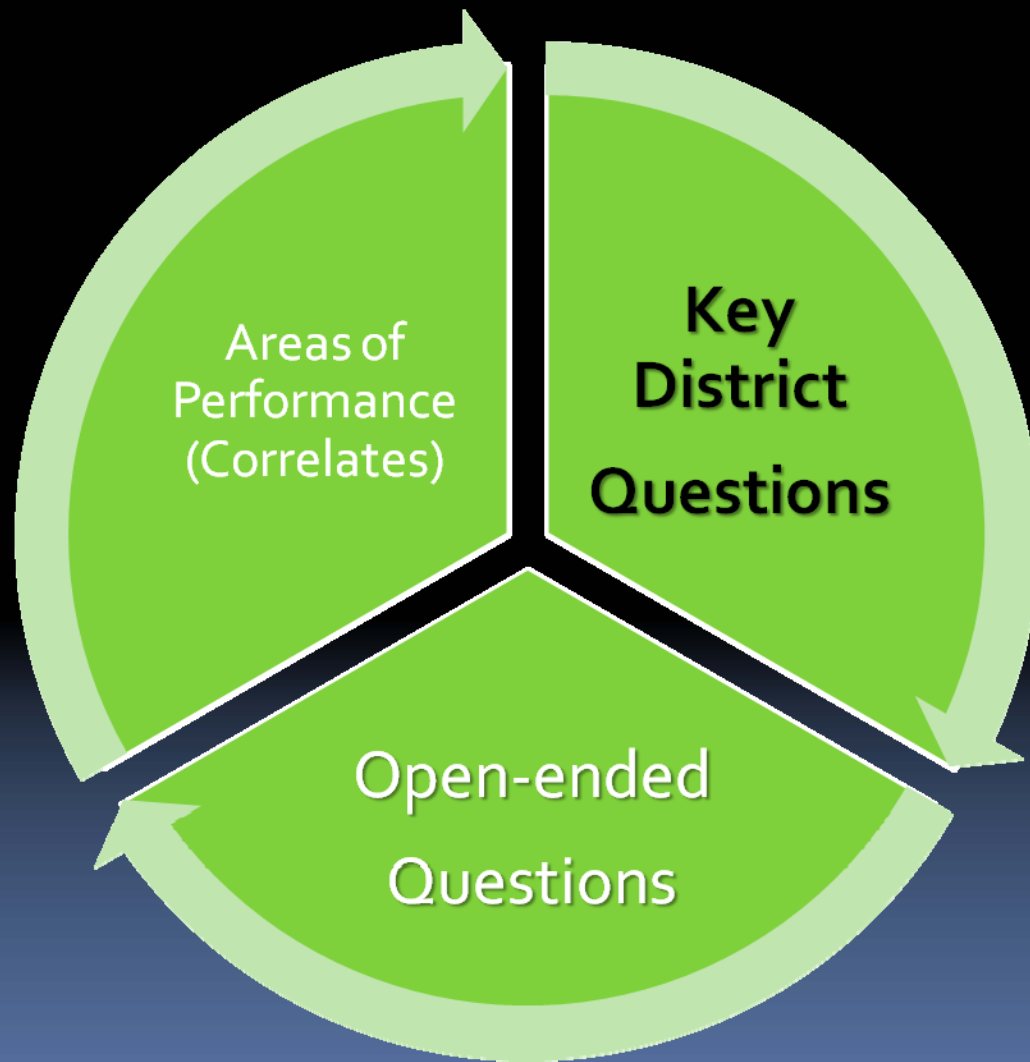 Areas of
Performance
(Correlates)
Key
District
Questions
Open-ended
Questions